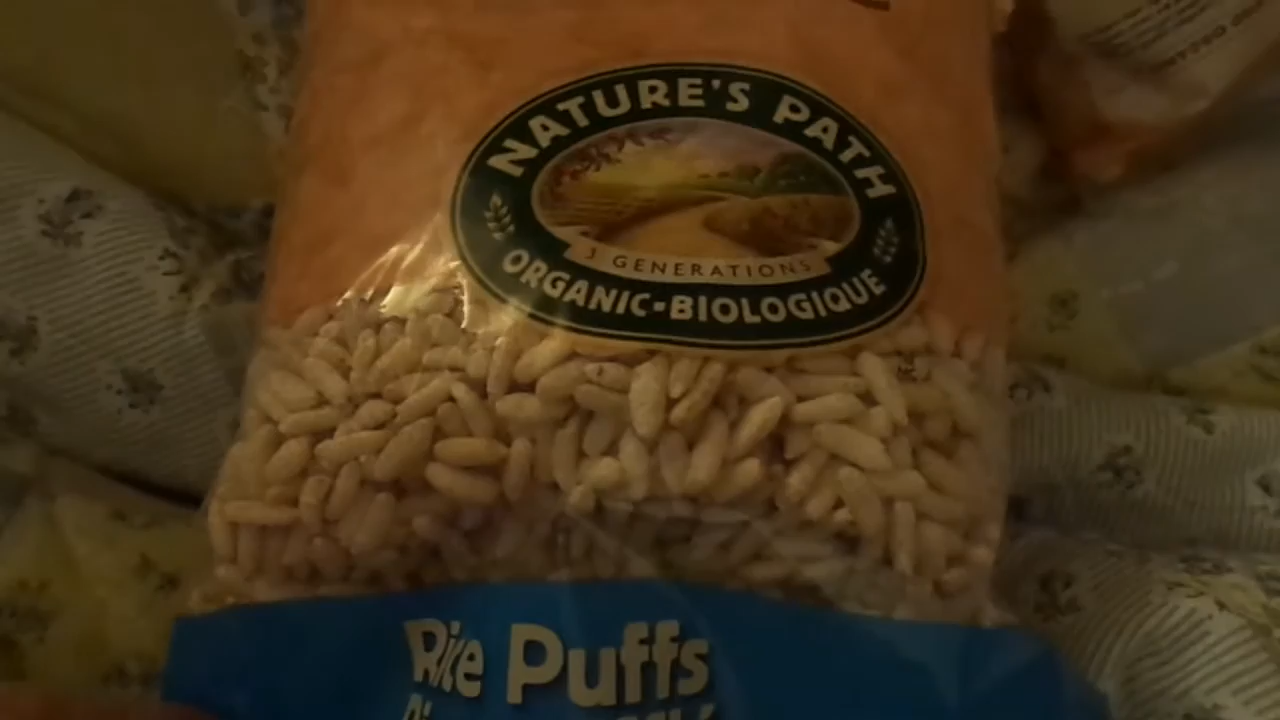 NATURE'S PATH
3 GENERATIONS
ORGANIC-BIOLOGIQUE
Rice Puffs